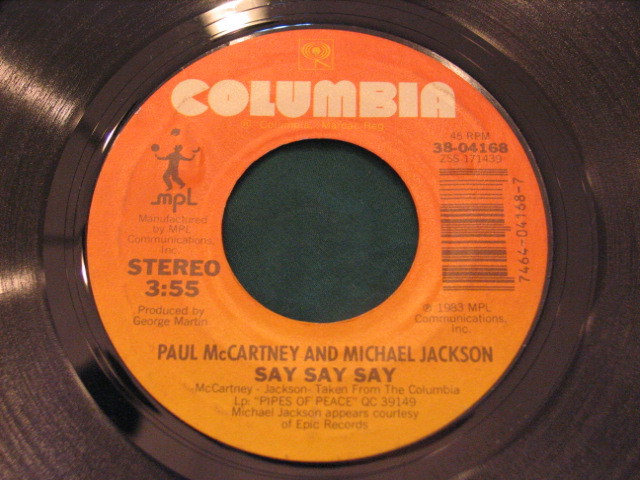 COLUMBIA
45 RPM
38-04168
ZSS 171439
mpl
Manufactured
by MPL
Communications,
Inc.
STEREO
3:55
Produced by
George Martin
7464-04168-7
℗ 1983 MPL
Communications,
Inc.
PAUL McCARTNEY AND MICHAEL JACKSON
SAY SAY SAY
McCartney - Jackson- Taken From The Columbia
Lp: "PIPES OF PEACE" QC 39149
Michael Jackson appears courtesy
of Epic Records